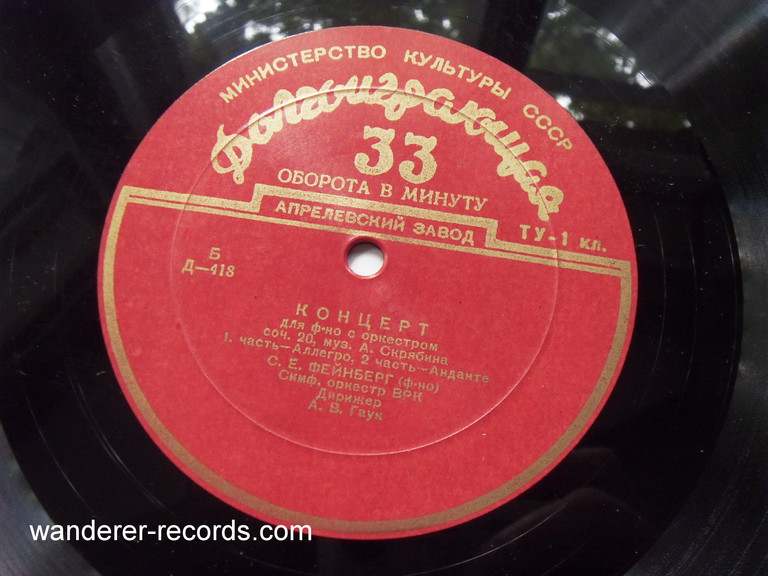 МИНИСТЕРСТВО КУЛЬТУРЫ СССР
Долгоиграющая
33
ОБОРОТА В МИНУТУ
АПРЕЛЕВСКИЙ ЗАВОД
ТУ-1 КЛ.
Б
Д—418
КОНЦЕРТ
для ф-но с оркестром
соч. 20, муз. А. Скрябина
1. часть—Аллегро, 2 часть—Анданте
С. Е. ФЕЙНБЕРГ (ф-но)
Симф. оркестр ВРК
Дирижер
А. В. Гаук
wanderer-records.com